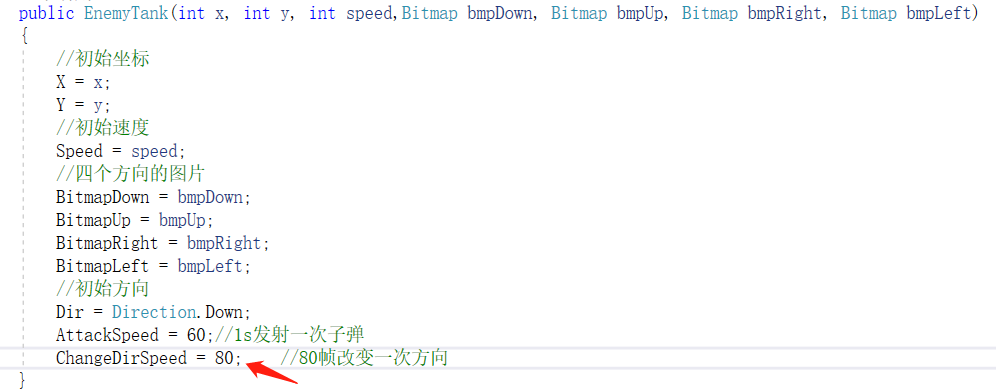 public EnemyTank(int x, int y, int speed,Bitmap bmpDown, Bitmap bmpUp, Bitmap bmpRight, Bitmap bmpLeft)
{
//初始坐标
X = x;
Y = y;
//初始速度
Speed = speed;
//四个方向的图片
BitmapDown = bmpDown;
BitmapUp = bmpUp;
BitmapRight = bmpRight;
BitmapLeft = bmpLeft;
//初始方向
Dir = Direction.Down;
AttackSpeed = 60;//1s发射一次子弹
ChangeDirSpeed = 80; //80帧改变一次方向
}